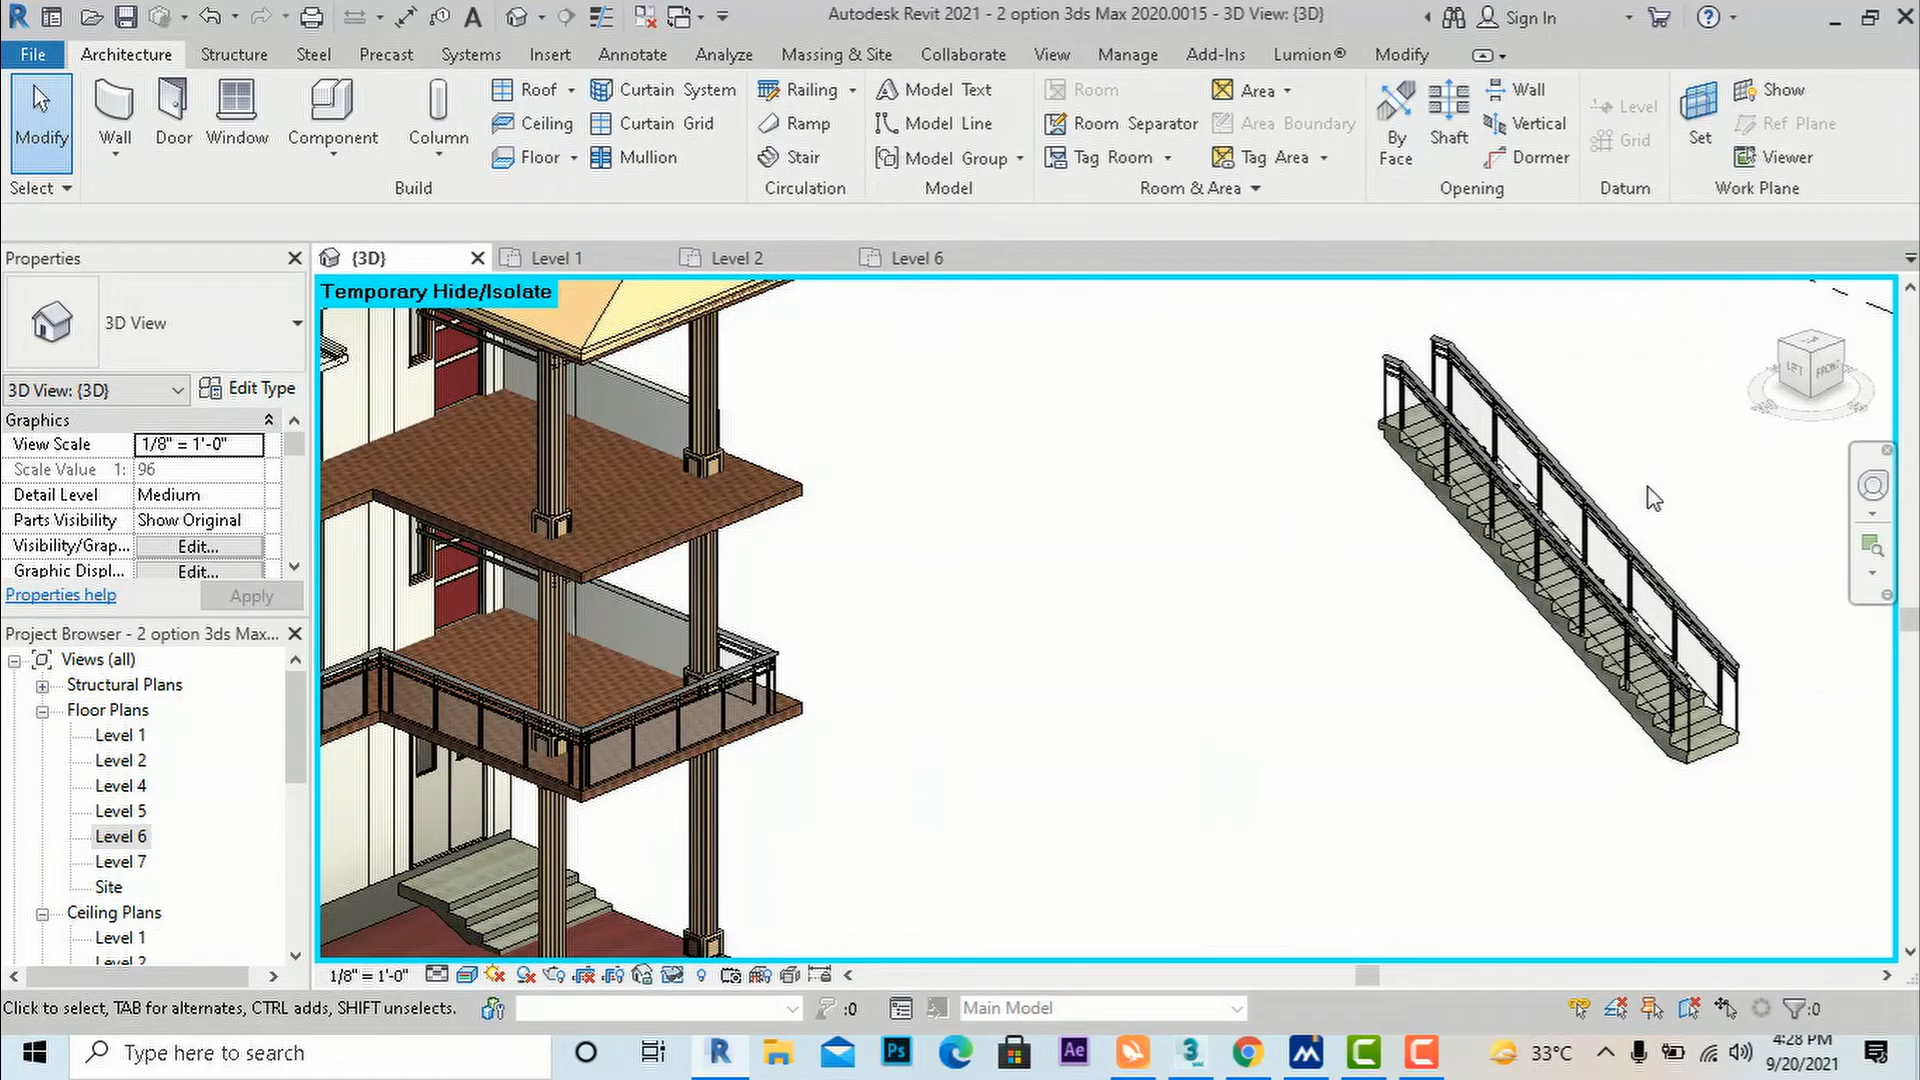 Autodesk Revit 2021 - 2 option 3ds Max 2020.0015 - 3D View: {3D}
Sign In
File Architecture Structure Steel Precast Systems Insert Annotate Analyze Massing & Site Collaborate View Manage Add-Ins Lumion® Modify
Modify
Wall
Door
Window
Component
Column
Roof
Ceiling
Floor
Curtain System
Curtain Grid
Mullion
Railing
Ramp
Stair
Model Text
Model Line
Model Group
Room
Room Separator
Tag Room
Area
Area Boundary
Tag Area
By Face
Shaft
Wall
Vertical
Dormer
Level
Grid
Set
Show
Ref Plane
Viewer
Select Build Circulation Model Room & Area Opening Datum Work Plane
Properties
{3D} Level 1 Level 2 Level 6
Temporary Hide/Isolate
LEFT FRONT
3D View
3D View: {3D} Edit Type
Graphics
View Scale 1/8" = 1'-0"
Scale Value 1: 96
Detail Level Medium
Parts Visibility Show Original
Visibility/Grap... Edit...
Graphic Displ... Edit...
Properties help Apply
Project Browser - 2 option 3ds Max...
Views (all)
Structural Plans
Floor Plans
Level 1
Level 2
Level 4
Level 5
Level 6
Level 7
Site
Ceiling Plans
Level 1
Level 2
1/8" = 1'-0"
Click to select, TAB for alternates, CTRL adds, SHIFT unselects.
:0
Main Model
:0
Type here to search
Ps
Ae
3
33°C
4:28 PM
9/20/2021